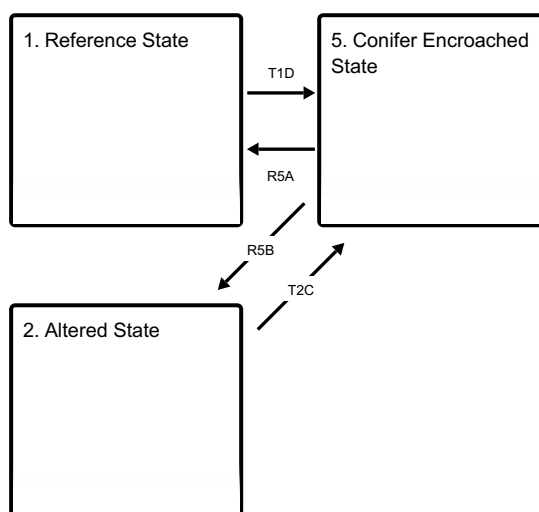 1. Reference State
5. Conifer Encroached
State
T1D
R5A
R5B
T2C
2. Altered State